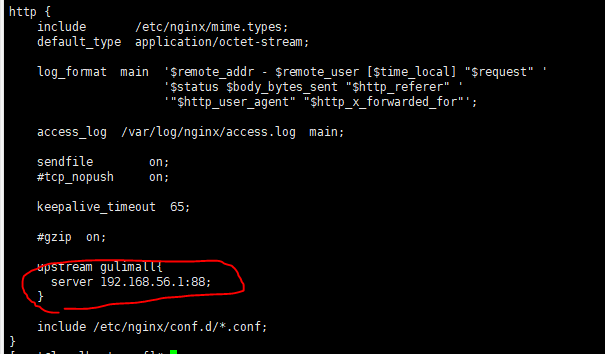 http {
    include       /etc/nginx/mime.types;
    default_type  application/octet-stream;
    log_format  main  '$remote_addr - $remote_user [$time_local] "$request" '
                      '$status $body_bytes_sent "$http_referer" '
                      '"$http_user_agent" "$http_x_forwarded_for"';
    access_log  /var/log/nginx/access.log  main;
    sendfile        on;
    #tcp_nopush     on;
    keepalive_timeout  65;
    #gzip  on;
    upstream gulimall{
      server 192.168.56.1:88;
    }
    include /etc/nginx/conf.d/*.conf;
}